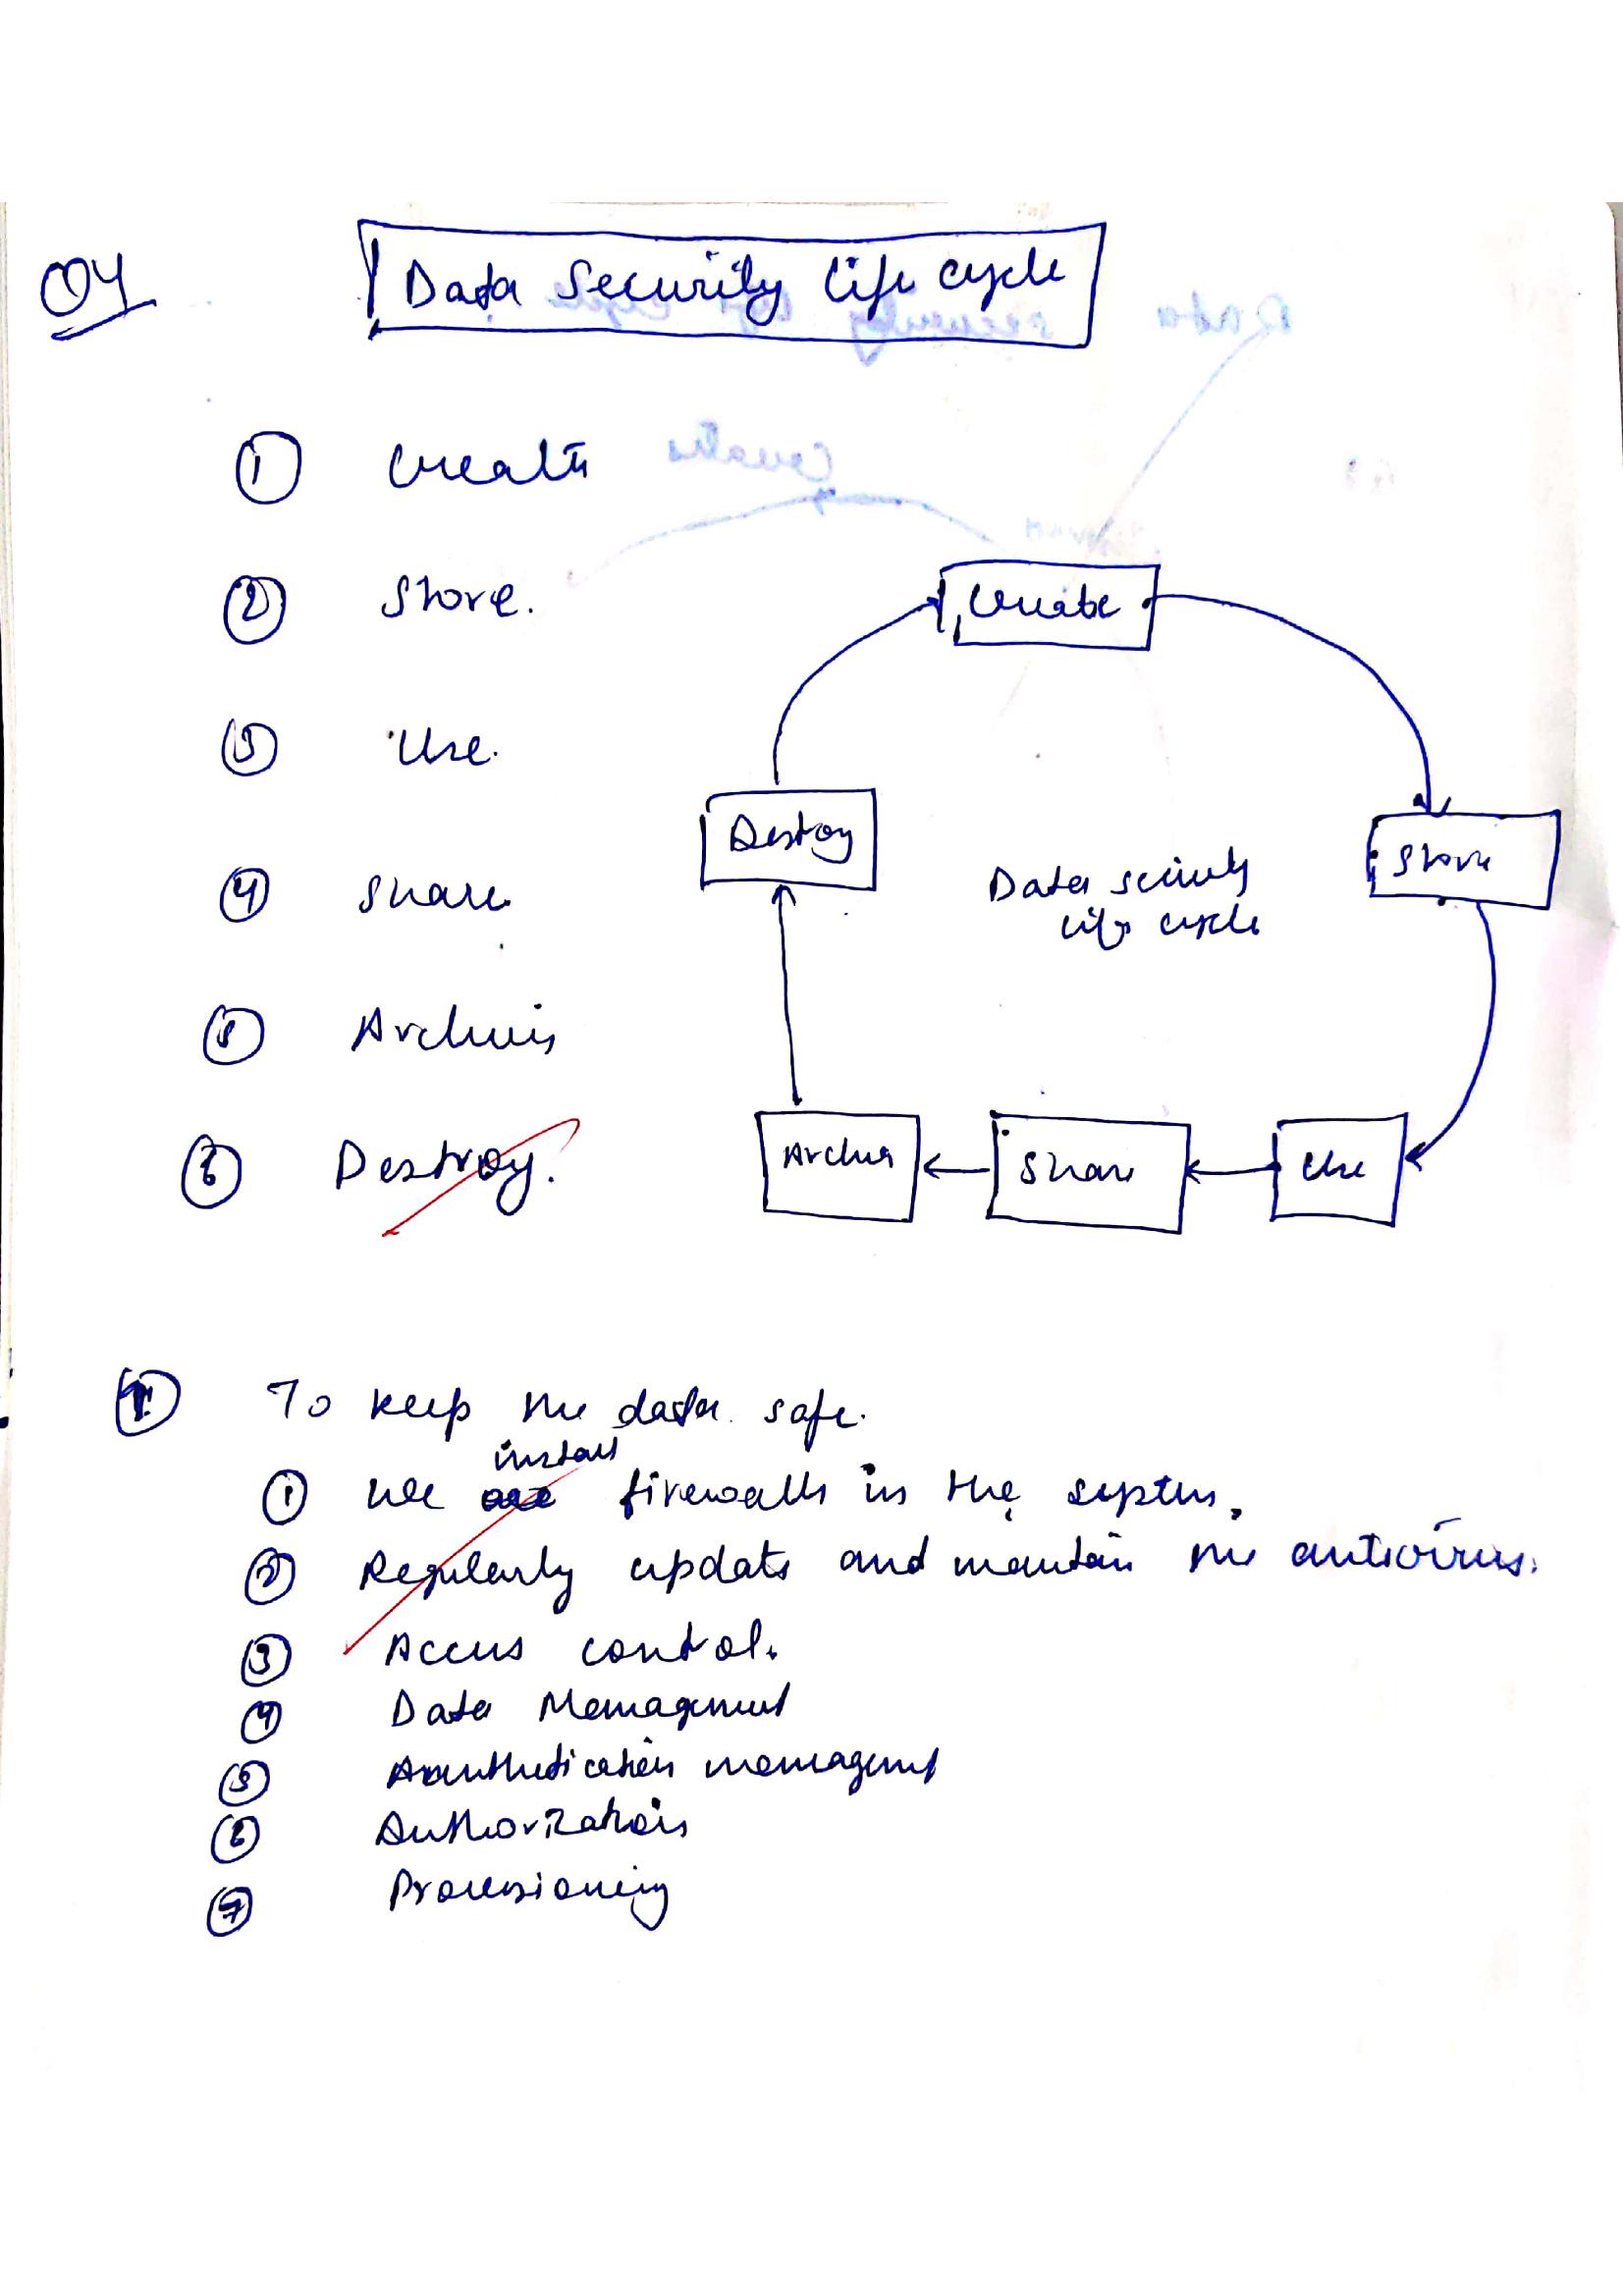 Q4
Data Security life cycle
① Create
② Store.
③ Use.
④ Share
⑤ Archive
⑥ Destroy.
Create
Store
Use
Share
Archive
Destroy
Data security
life cycle
To keep the data safe.
install
① we firewalls in the system.
② Regularly update and maintain the antivirus.
③ Access control.
④ Data Management
⑤ Authentication management
⑥ Authorization
⑦